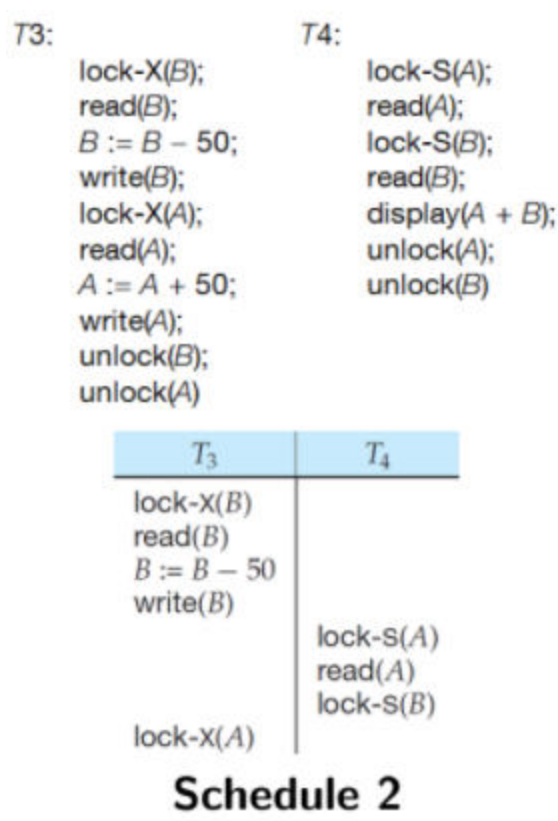 T3:
lock-X(B);
read(B);
B := B – 50;
write(B);
lock-X(A);
read(A);
A := A + 50;
write(A);
unlock(B);
unlock(A)
T4:
lock-S(A);
read(A);
lock-S(B);
read(B);
display(A + B);
unlock(A);
unlock(B)
T3 T4
lock-X(B)
read(B)
B := B – 50
write(B)
lock-S(A)
read(A)
lock-S(B)
lock-X(A)
Schedule 2